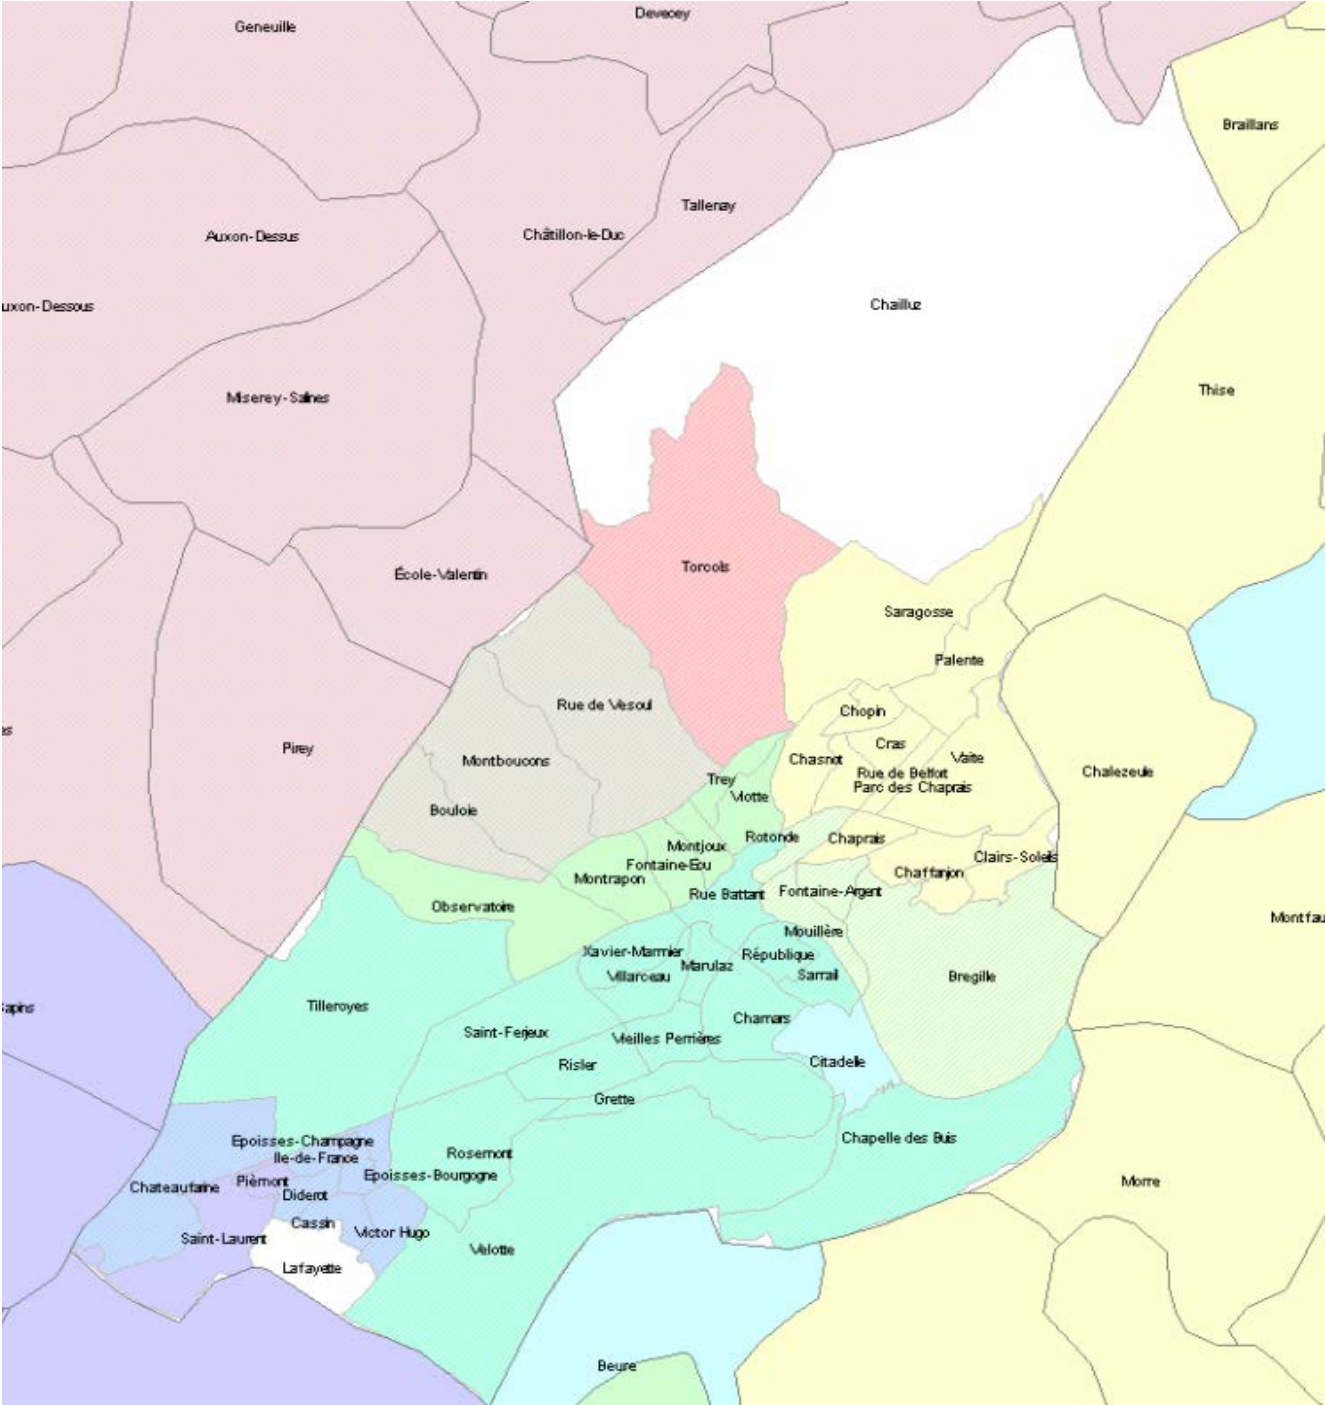 Geneuille
Devecey
Braillans
Tallenay
Auxon-Dessus
Châtillon-le-Duc
uxon-Dessous
Chailluz
Miserey-Salines
Thise
École-Valentin
Torcols
Saragosse
Palente
Rue de Vesoul
Chopin
Pirey
Cras
Montboucons
Chasnot
Vaite
Chalezeule
Rue de Belfort
Trey
Parc des Chaprais
Viotte
Bouloie
Rotonde
Chaprais
Montjoux
Clairs-Soleils
Fontaine-Ecu
Chaffanjon
Montrapon
Rue Battant
Fontaine-Argent
Observatoire
Montfau
Mouillère
Xavier-Marmier
République
Marulaz
Villarceau
Sarrail
Bregille
Sapins
Tilleroyes
Chamars
Saint-Ferjeux
Vieilles Perrières
Risler
Citadelle
Grette
Chapelle des Buis
Epoisses-Champagne
Rosemont
Ile-de-France
Epoisses-Bourgogne
Piémont
Morre
Chateaufarine
Diderot
Cassin
Victor Hugo
Saint-Laurent
Velotte
Lafayette
Beure